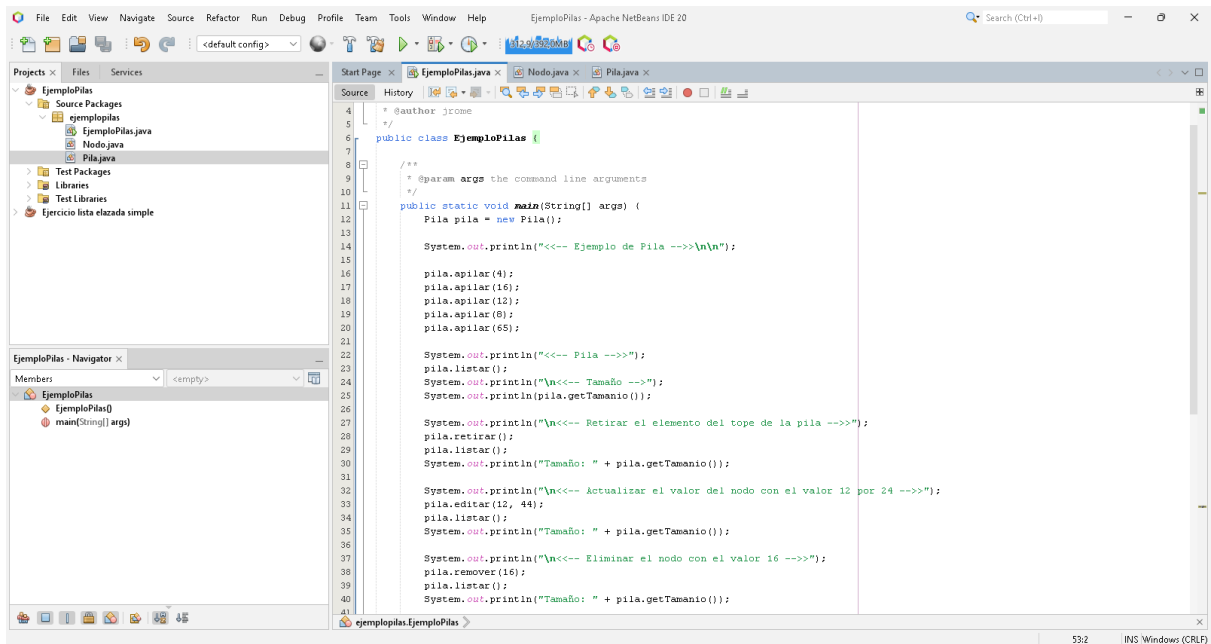 File Edit View Navigate Source Refactor Run Debug Profile Team Tools Window Help EjemploPilas - Apache NetBeans IDE 20 Search (Ctrl+I)
<default config>
Projects Files Services
EjemploPilas
Source Packages
ejemplopilas
EjemploPilas.java
Nodo.java
Pila.java
Test Packages
Libraries
Test Libraries
Ejercicio lista elazada simple
EjemploPilas - Navigator
Members <empty>
EjemploPilas
EjemploPilas()
main(String[] args)
Start Page EjemploPilas.java Nodo.java Pila.java
Source History
4 * @author jrome
5 */
6 public class EjemploPilas {
7
8 /**
9 * @param args the command line arguments
10 */
11 public static void main(String[] args) {
12 Pila pila = new Pila();
13
14 System.out.println("<<-- Ejemplo de Pila -->>\n\n");
15
16 pila.apilar(4);
17 pila.apilar(16);
18 pila.apilar(12);
19 pila.apilar(8);
20 pila.apilar(65);
21
22 System.out.println("<<-- Pila -->>");
23 pila.listar();
24 System.out.println("\n<<-- Tamaño -->");
25 System.out.println(pila.getTamanio());
26
27 System.out.println("\n<<-- Retirar el elemento del tope de la pila -->>");
28 pila.retirar();
29 pila.listar();
30 System.out.println("Tamaño: " + pila.getTamanio());
31
32 System.out.println("\n<<-- Actualizar el valor del nodo con el valor 12 por 24 -->>");
33 pila.editar(12, 44);
34 pila.listar();
35 System.out.println("Tamaño: " + pila.getTamanio());
36
37 System.out.println("\n<<-- Eliminar el nodo con el valor 16 -->>");
38 pila.remover(16);
39 pila.listar();
40 System.out.println("Tamaño: " + pila.getTamanio());
41
ejemplopilas.EjemploPilas
53:2 INS Windows (CRLF)